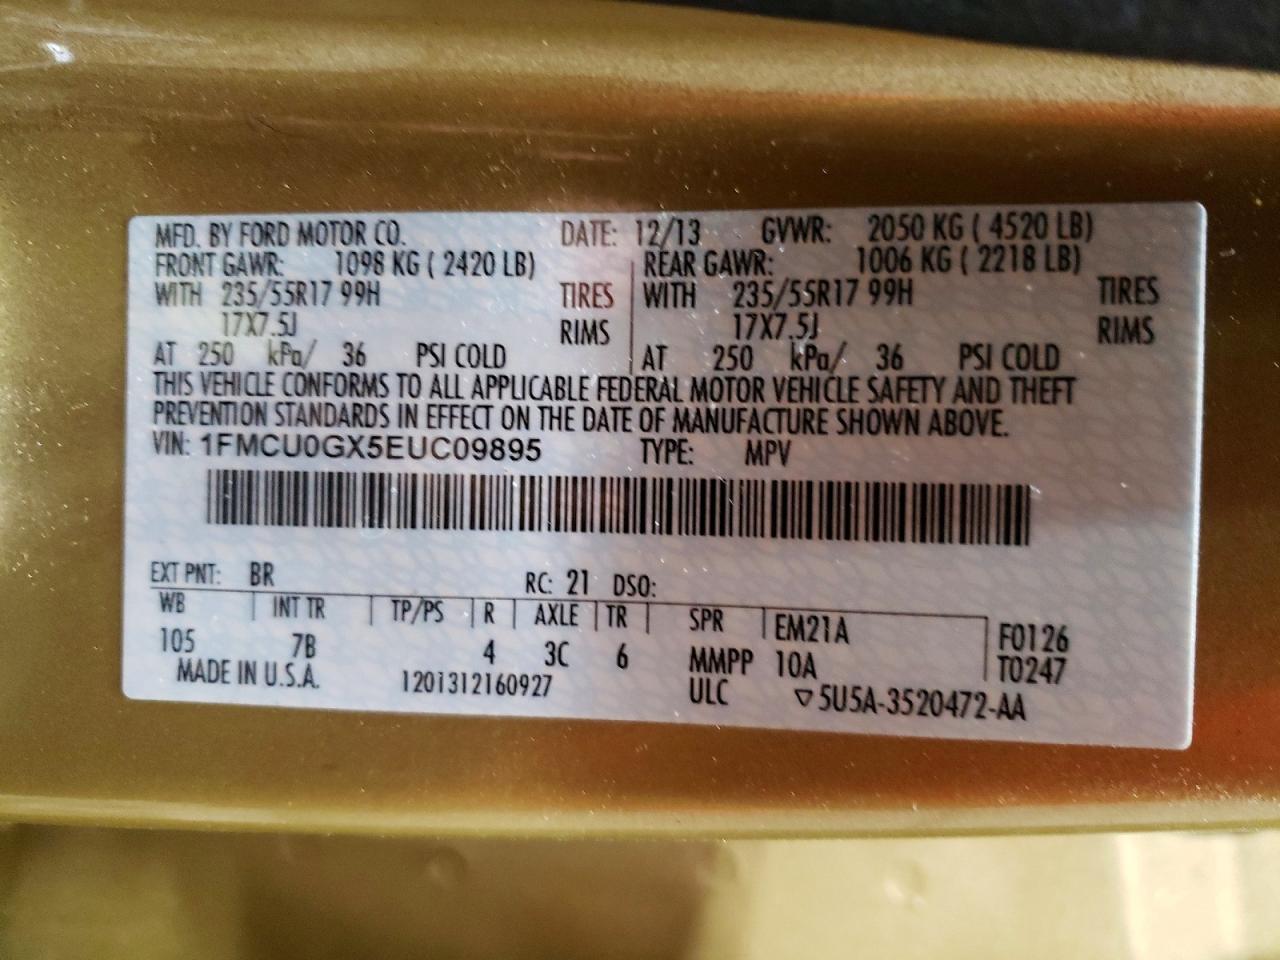 MFD. BY FORD MOTOR CO. DATE: 12/13 GVWR: 2050 KG ( 4520 LB)
FRONT GAWR: 1098 KG ( 2420 LB) REAR GAWR: 1006 KG ( 2218 LB)
WITH 235/55R17 99H TIRES WITH 235/55R17 99H TIRES
17X7.5J RIMS 17X7.5J RIMS
AT 250 kPa/ 36 PSI COLD AT 250 kPa/ 36 PSI COLD
THIS VEHICLE CONFORMS TO ALL APPLICABLE FEDERAL MOTOR VEHICLE SAFETY AND THEFT
PREVENTION STANDARDS IN EFFECT ON THE DATE OF MANUFACTURE SHOWN ABOVE.
VIN: 1FMCU0GX5EUC09895 TYPE: MPV
EXT PNT: BR RC: 21 DSO:
WB INT TR TP/PS R AXLE TR SPR EM21A F0126
105 7B 4 3C 6 MMPP 10A T0247
MADE IN U.S.A. 1201312160927 ULC ▽5U5A-3520472-AA